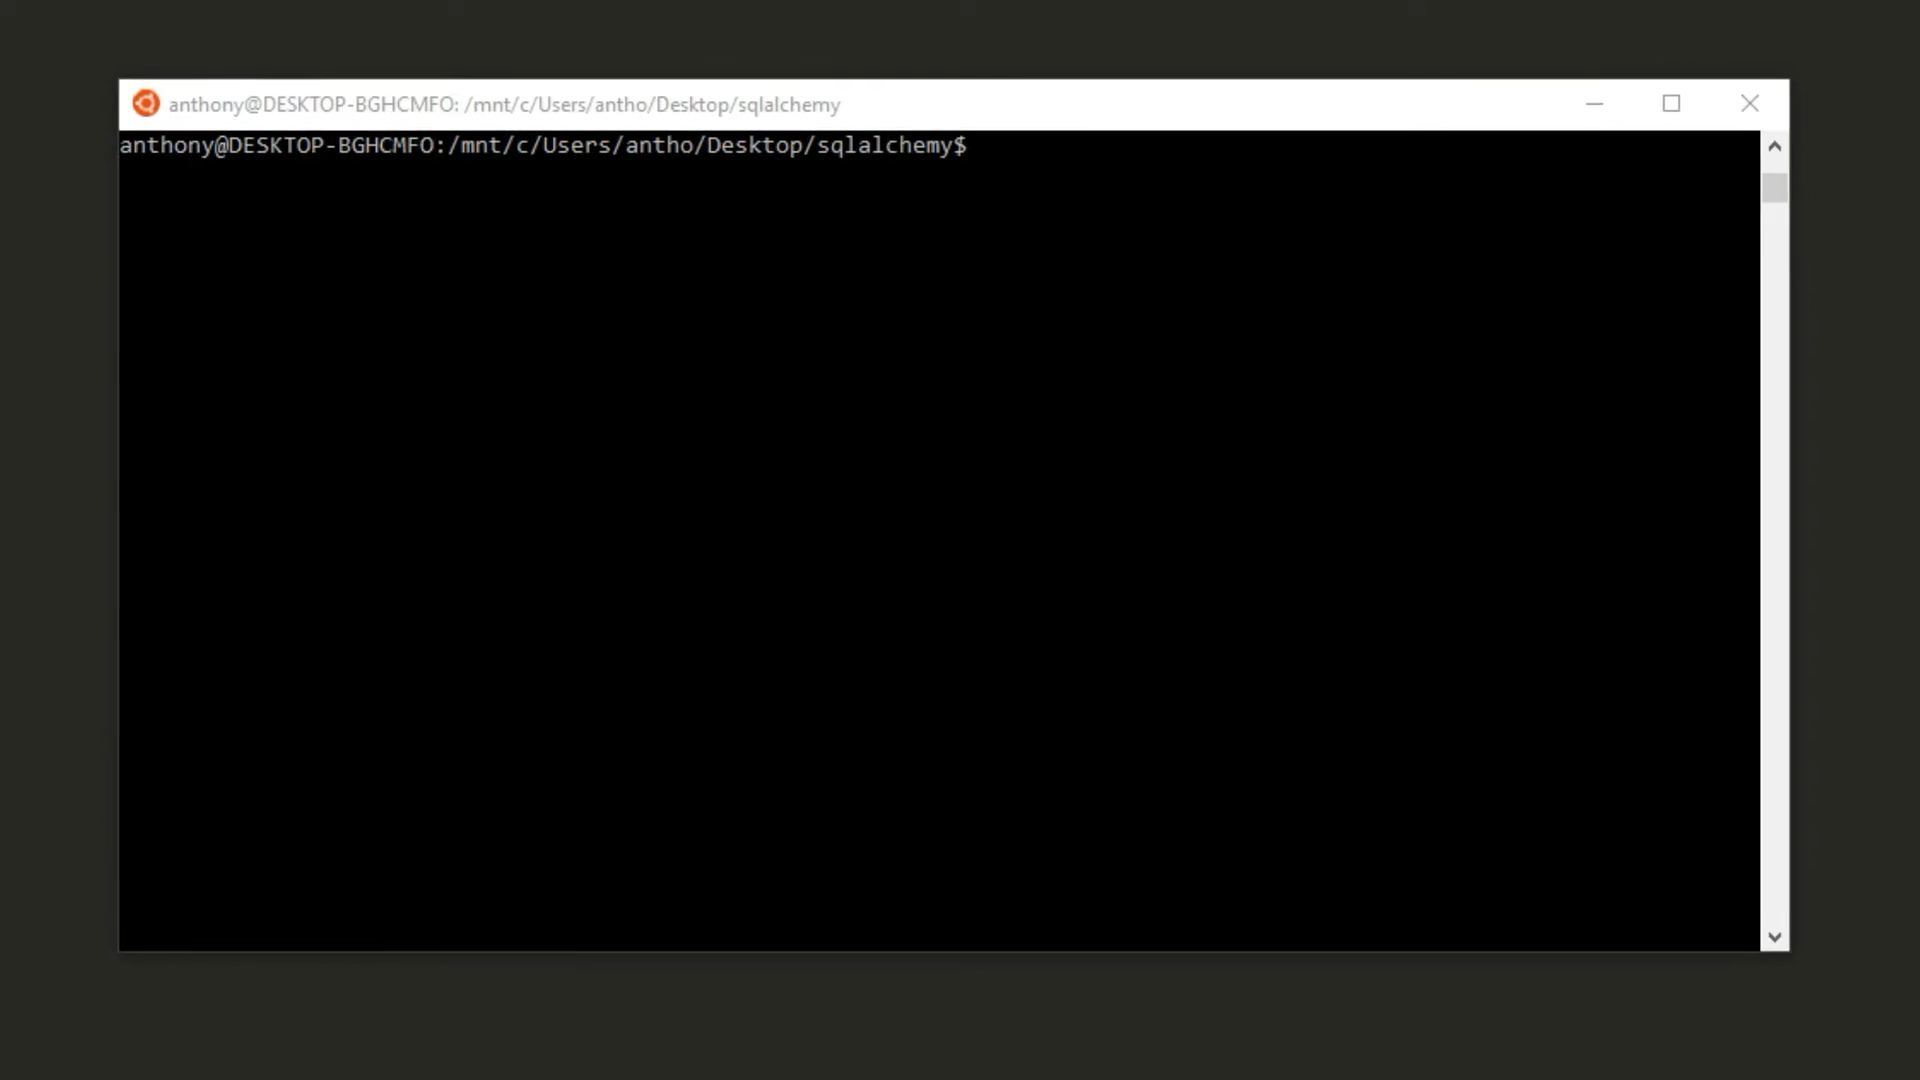 anthony@DESKTOP-BGHCMFO: /mnt/c/Users/antho/Desktop/sqlalchemy
anthony@DESKTOP-BGHCMFO:/mnt/c/Users/antho/Desktop/sqlalchemy$